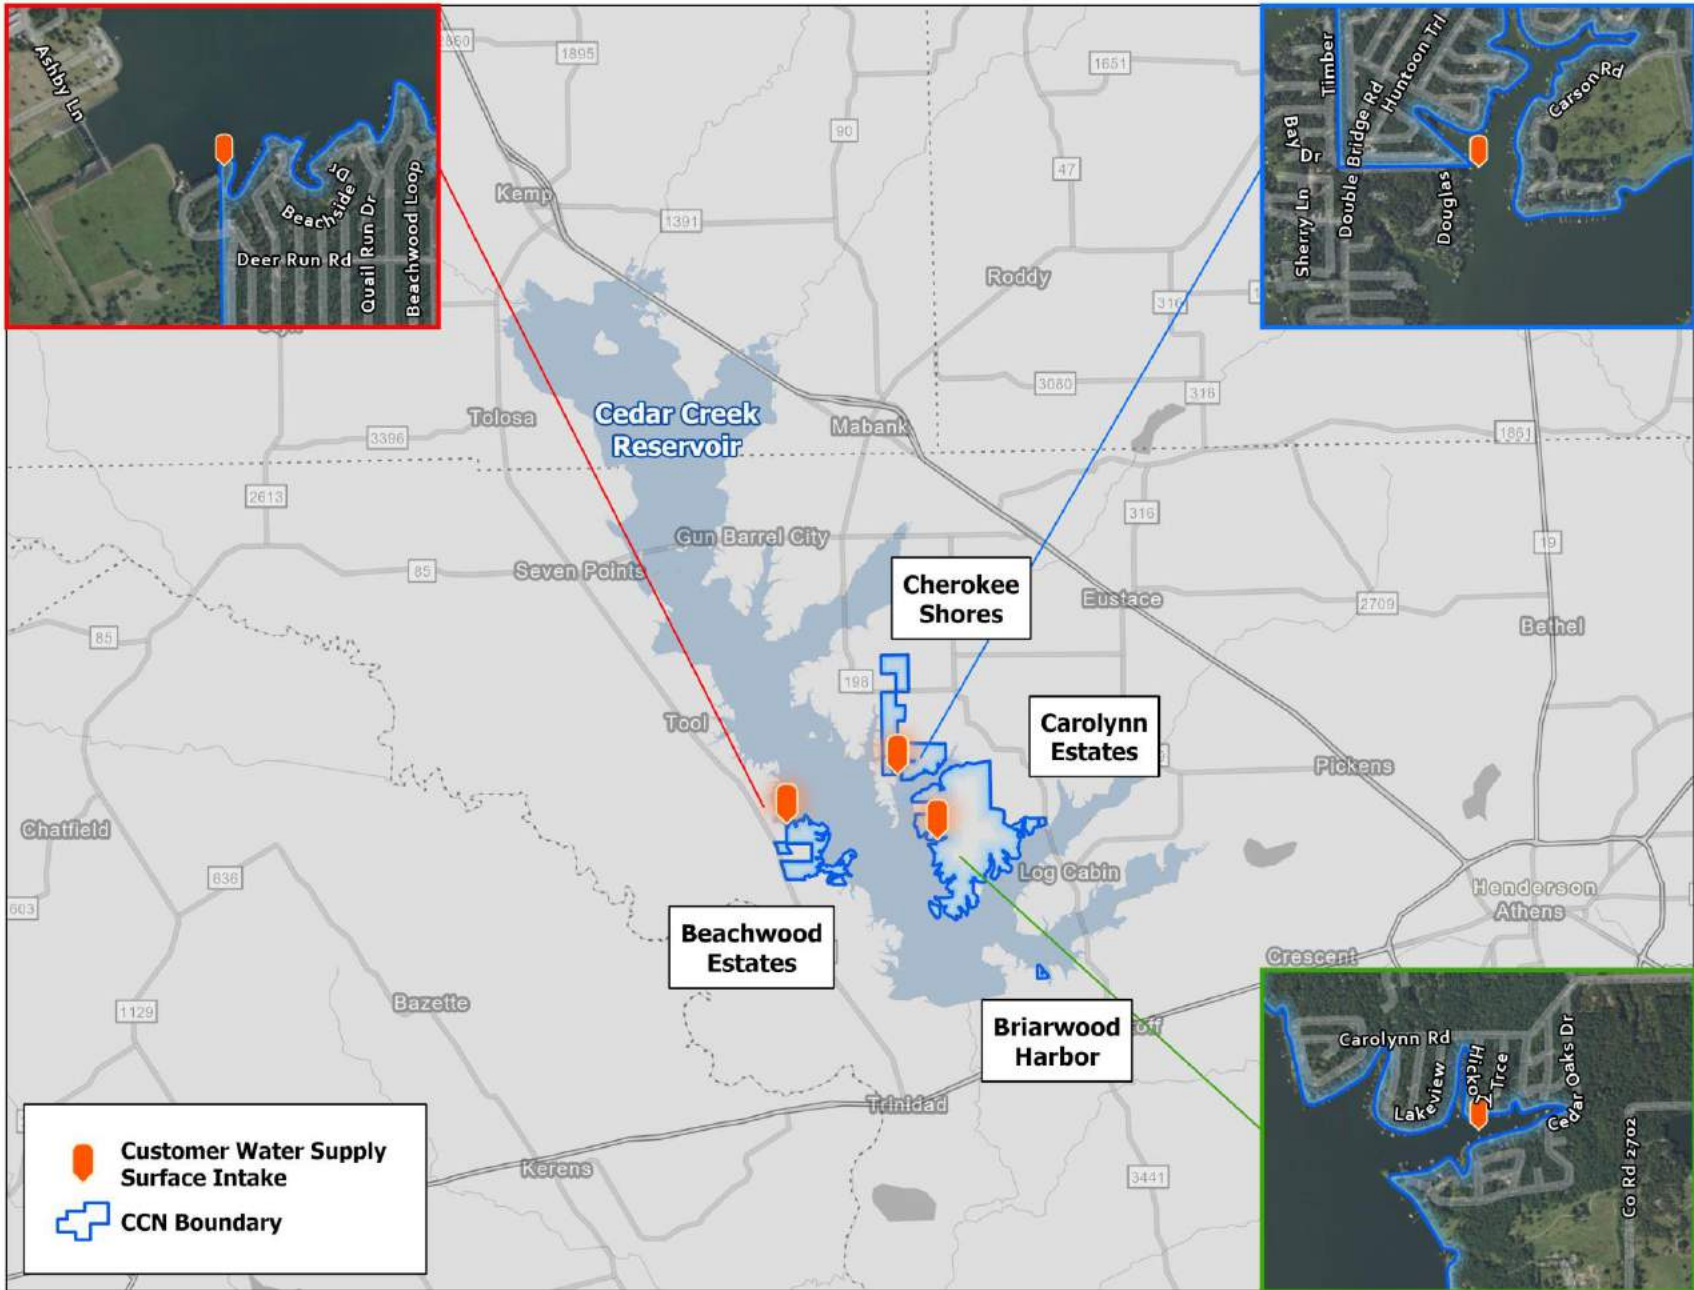 Ashby Ln
Beachside Dr
Deer Run Rd
Quail Run Dr
Beachwood Loop
1895
1651
90
47
Kemp
1391
Roddy
316
Timber
Huntoon Trl
Carson Rd
Bay Dr
Double Bridge Rd
Sherry Ln
Douglas
3080
316
Cedar Creek
Reservoir
Tolosa
3396
Mabank
1861
2613
316
Gun Barrel City
19
85
Seven Points
Cherokee
Shores
Eustace
2709
85
Bethel
198
Tool
Carolynn
Estates
Pickens
Chatfield
636
Log Cabin
603
Henderson
Athens
Beachwood
Estates
Crescent
Bazette
1129
Briarwood
Harbor
off
Trinidad
Kerens
3441
Carolynn Rd
Lakeview
Trce
Cedar Oaks Dr
Co Rd 2702
Customer Water Supply
Surface Intake
CCN Boundary